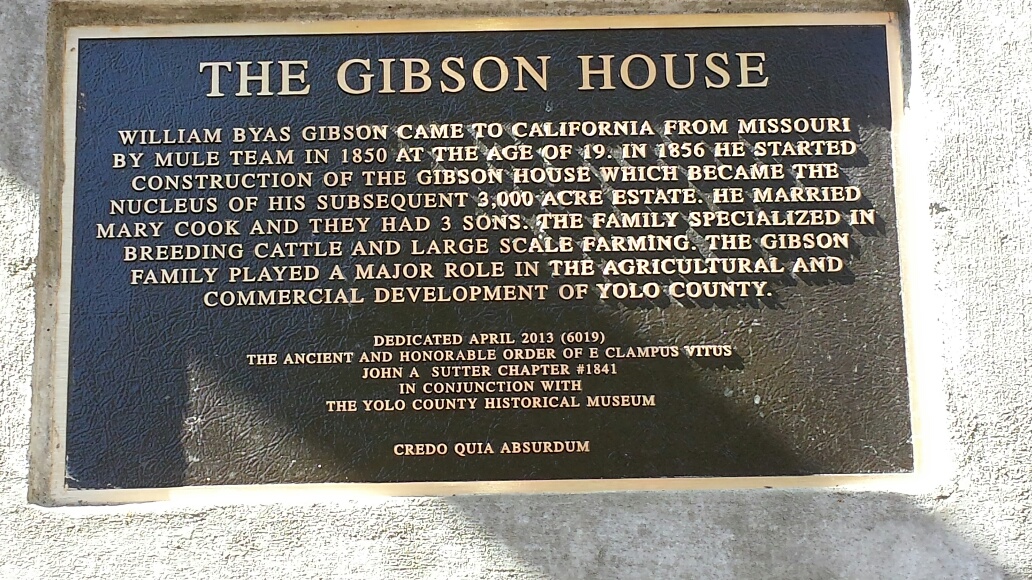 THE GIBSON HOUSE
WILLIAM BYAS GIBSON CAME TO CALIFORNIA FROM MISSOURI
BY MULE TEAM IN 1850 AT THE AGE OF 19. IN 1856 HE STARTED
CONSTRUCTION OF THE GIBSON HOUSE WHICH BECAME THE
NUCLEUS OF HIS SUBSEQUENT 3,000 ACRE ESTATE. HE MARRIED
MARY COOK AND THEY HAD 3 SONS. THE FAMILY SPECIALIZED IN
BREEDING CATTLE AND LARGE SCALE FARMING. THE GIBSON
FAMILY PLAYED A MAJOR ROLE IN THE AGRICULTURAL AND
COMMERCIAL DEVELOPMENT OF YOLO COUNTY.
DEDICATED APRIL 2013 (6019)
THE ANCIENT AND HONORABLE ORDER OF E CLAMPUS VITUS
JOHN A SUTTER CHAPTER #1841
IN CONJUNCTION WITH
THE YOLO COUNTY HISTORICAL MUSEUM
CREDO QUIA ABSURDUM